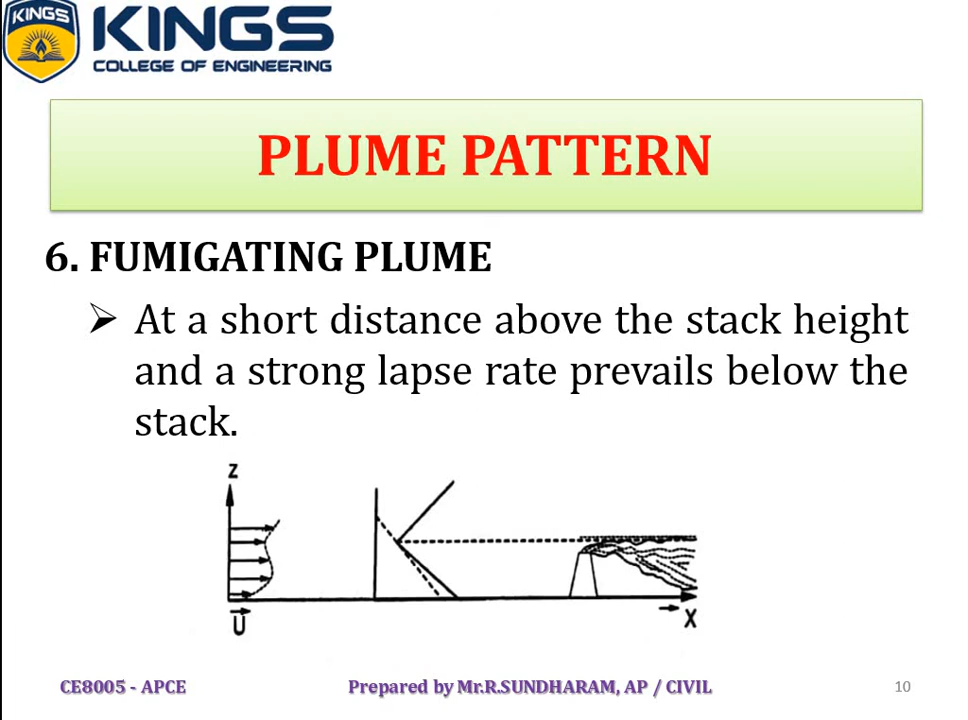 KINGS
KINGS
COLLEGE OF ENGINEERING
PLUME PATTERN
6. FUMIGATING PLUME
➢ At a short distance above the stack height
and a strong lapse rate prevails below the
stack.
Z
U
X
CE8005 - APCE Prepared by Mr.R.SUNDHARAM, AP / CIVIL 10